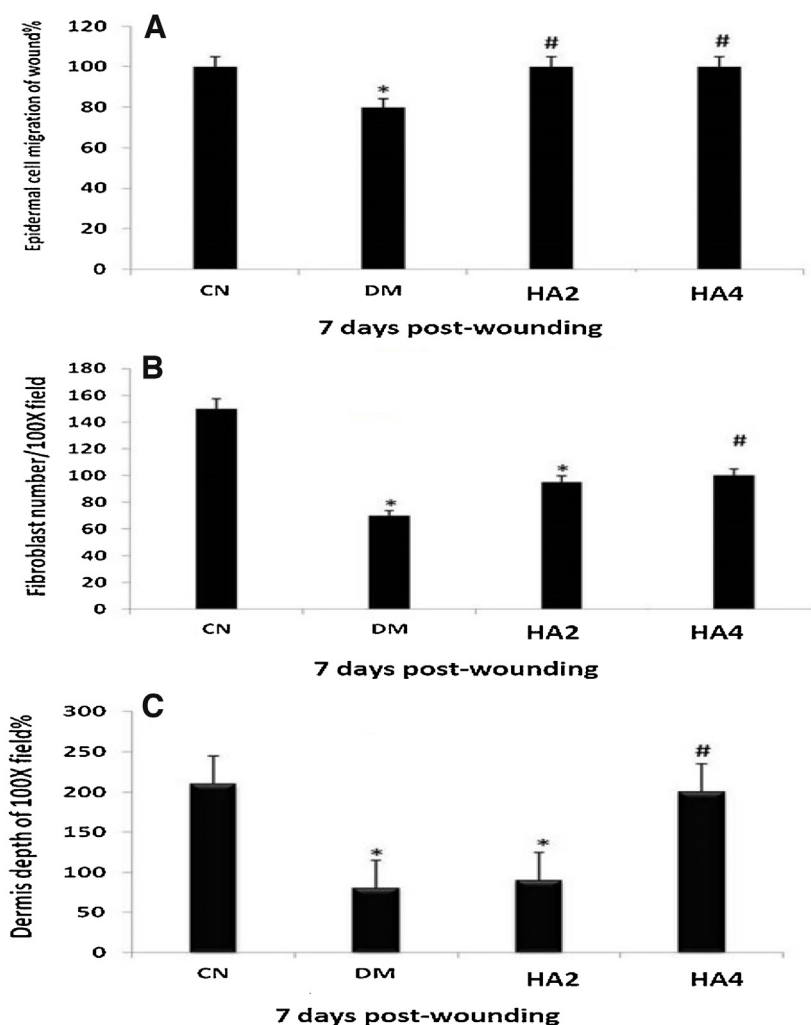 A
Epidermal cell migration of wound%
120
100
80
60
40
20
0
*
#
#
CN DM HA2 HA4
7 days post-wounding
B
Fibroblast number/100X field
180
160
140
120
100
80
60
40
20
0
*
*
#
CN DM HA2 HA4
7 days post-wounding
C
Dermis depth of 100X field%
300
250
200
150
100
50
0
*
*
#
CN DM HA2 HA4
7 days post-wounding